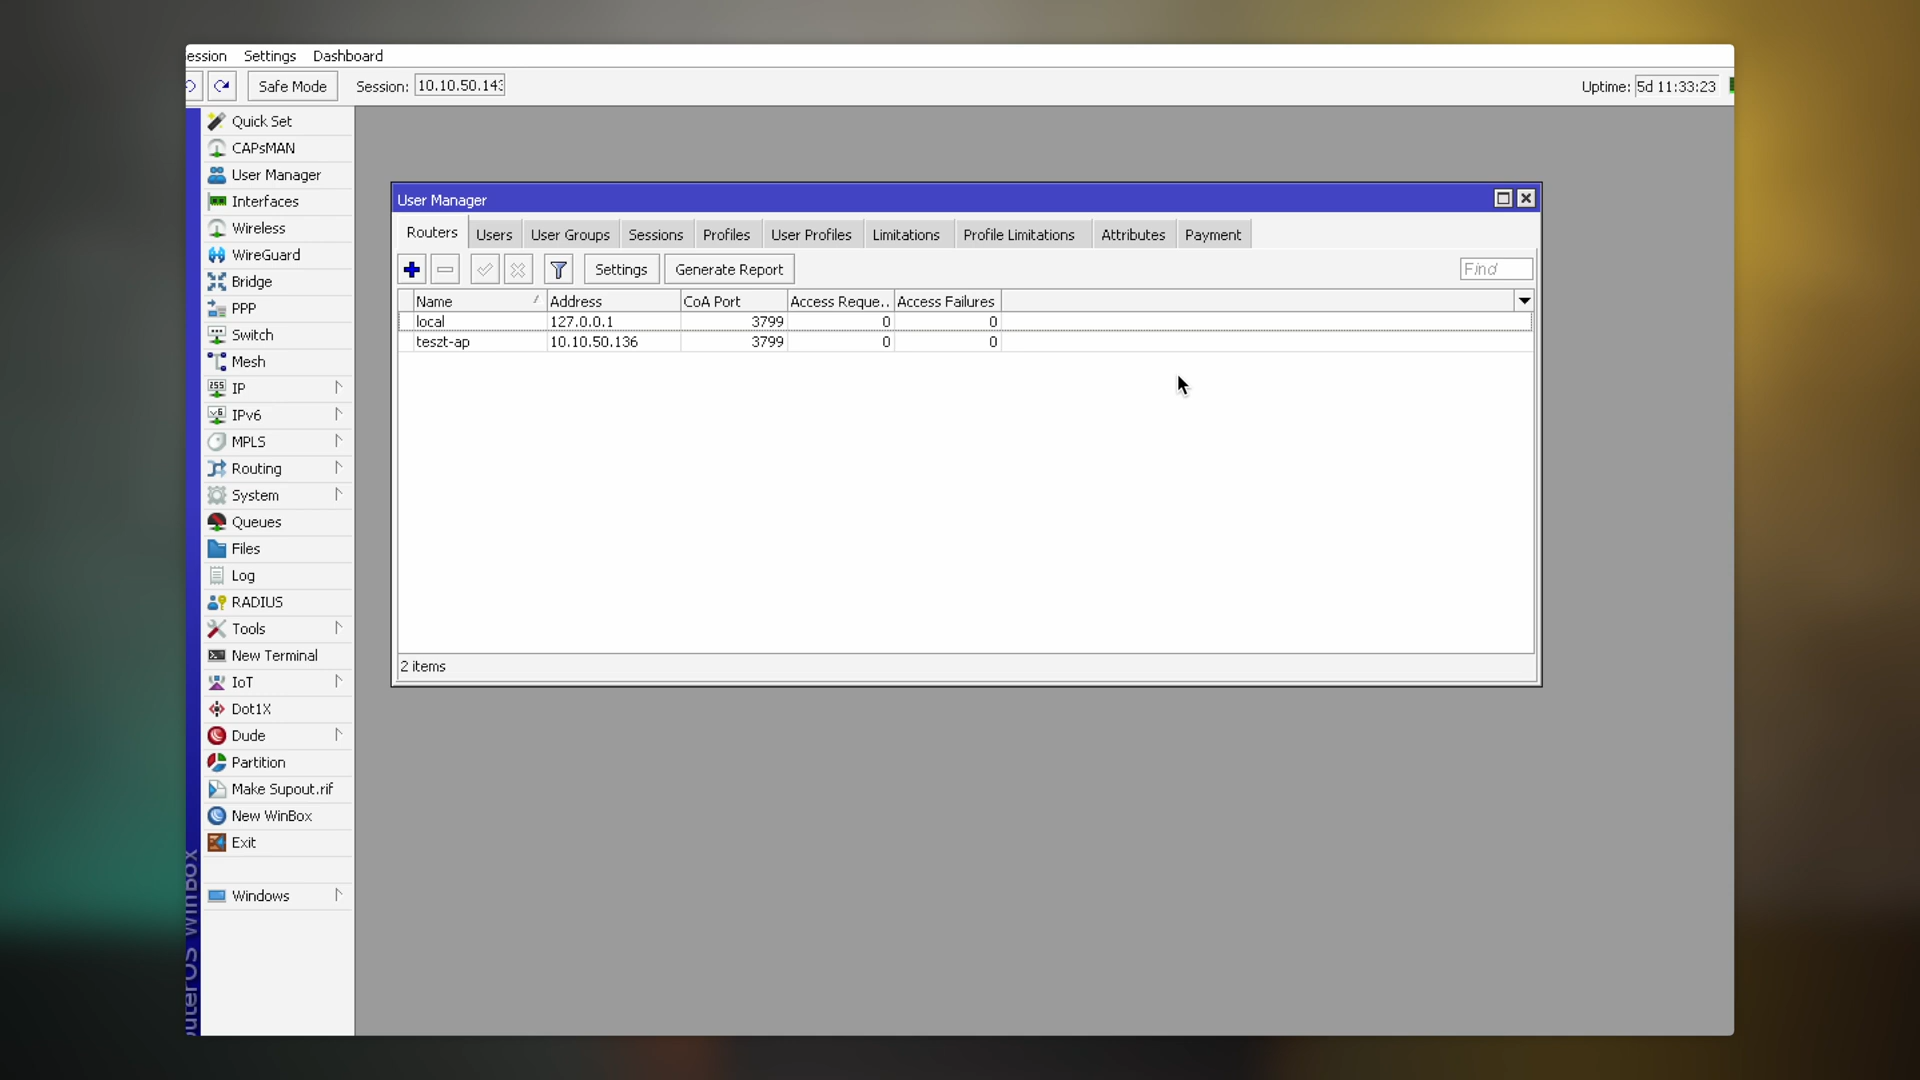 ession Settings Dashboard
Safe Mode Session: 10.10.50.143 Uptime: 5d 11:33:23
Quick Set
CAPsMAN
User Manager
Interfaces
Wireless
WireGuard
Bridge
PPP
Switch
Mesh
IP
IPv6
MPLS
Routing
System
Queues
Files
Log
RADIUS
Tools
New Terminal
IoT
Dot1X
Dude
Partition
Make Supout.rif
New WinBox
Exit
Windows
outerOS WinBox
User Manager
Routers Users User Groups Sessions Profiles User Profiles Limitations Profile Limitations Attributes Payment
Settings Generate Report Find
Name Address CoA Port Access Reque.. Access Failures
local 127.0.0.1 3799 0 0
teszt-ap 10.10.50.136 3799 0 0
2 items